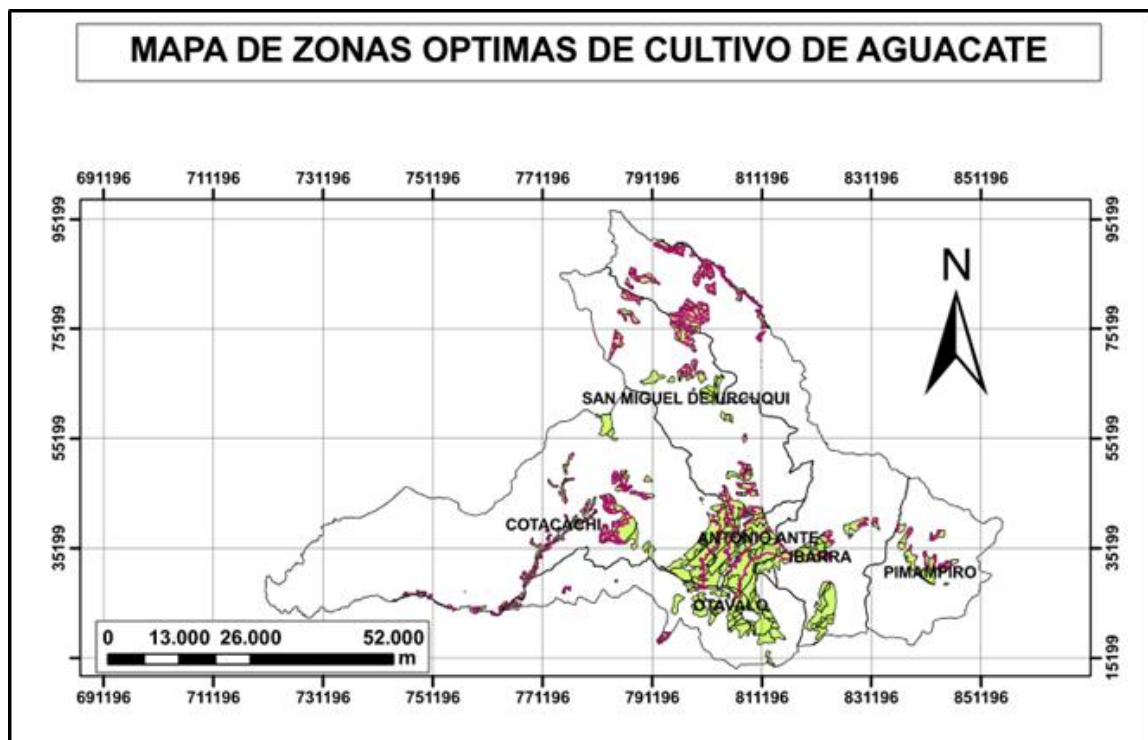 MAPA DE ZONAS OPTIMAS DE CULTIVO DE AGUACATE
691196 711196 731196 751196 771196 791196 811196 831196 851196
95199 95199
N
75199 75199
SAN MIGUEL DE URCUQUI
55199 55199
COTACACHI
ANTONIO ANTE
35199 35199
IBARRA
PIMAMPIRO
OTAVALO
0 13.000 26.000 52.000
m
15199 15199
691196 711196 731196 751196 771196 791196 811196 831196 851196